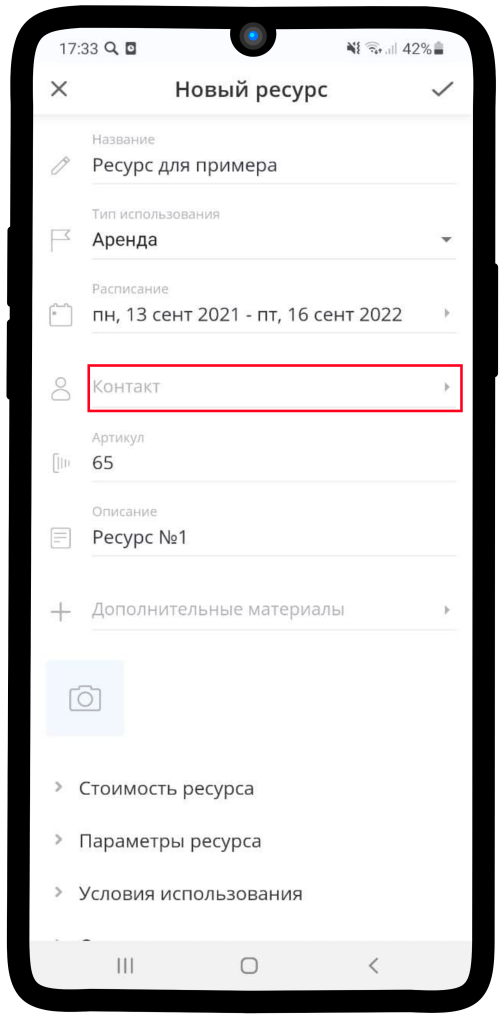 17:33 42%
Новый ресурс
Название
Ресурс для примера
Тип использования
Аренда
Расписание
пн, 13 сент 2021 - пт, 16 сент 2022
Контакт
Артикул
65
Описание
Ресурс №1
Дополнительные материалы
Стоимость ресурса
Параметры ресурса
Условия использования